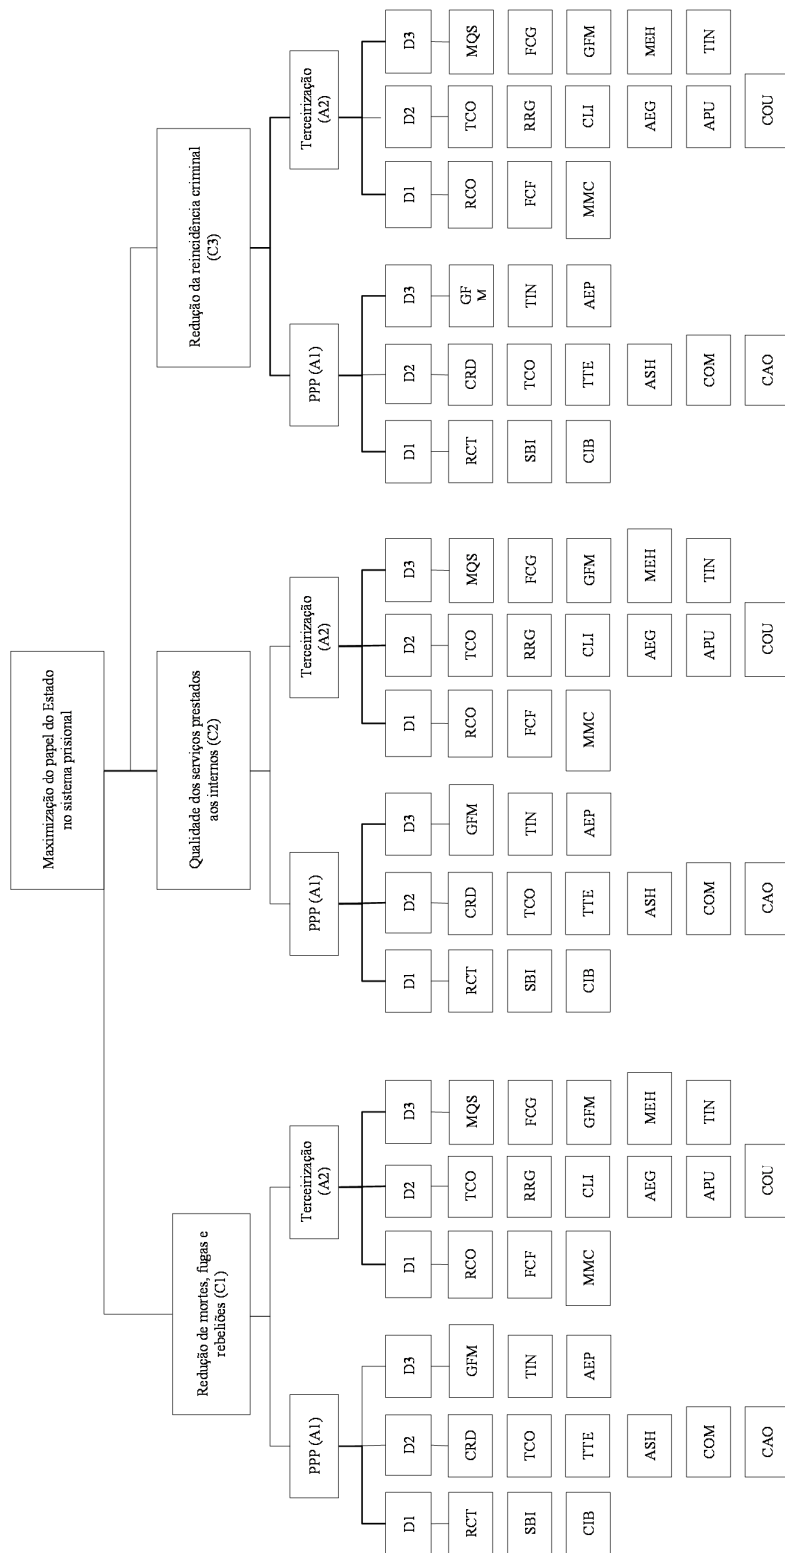 Maximização do papel do Estado
no sistema prisional
Redução de mortes, fugas e
rebeliões (C1)
Qualidade dos serviços prestados
aos internos (C2)
Redução da reincidência criminal
(C3)
PPP (A1)
Terceirização
(A2)
PPP (A1)
Terceirização
(A2)
PPP (A1)
Terceirização
(A2)
D1
D2
D3
D1
D2
D3
D1
D2
D3
D1
D2
D3
D1
D2
D3
D1
D2
D3
RCT
CRD
GFM
RCO
TCO
MQS
RCT
CRD
GFM
RCO
TCO
MQS
RCT
CRD
GF
M
RCO
TCO
MQS
SBI
TCO
TIN
FCF
RRG
FCG
SBI
TCO
TIN
FCF
RRG
FCG
SBI
TCO
TIN
FCF
RRG
FCG
CIB
TTE
AEP
MMC
CLI
GFM
CIB
TTE
AEP
MMC
CLI
GFM
CIB
TTE
AEP
MMC
CLI
GFM
ASH
AEG
MEH
ASH
AEG
MEH
ASH
AEG
MEH
COM
APU
TIN
COM
APU
TIN
COM
APU
TIN
CAO
COU
CAO
COU
CAO
COU